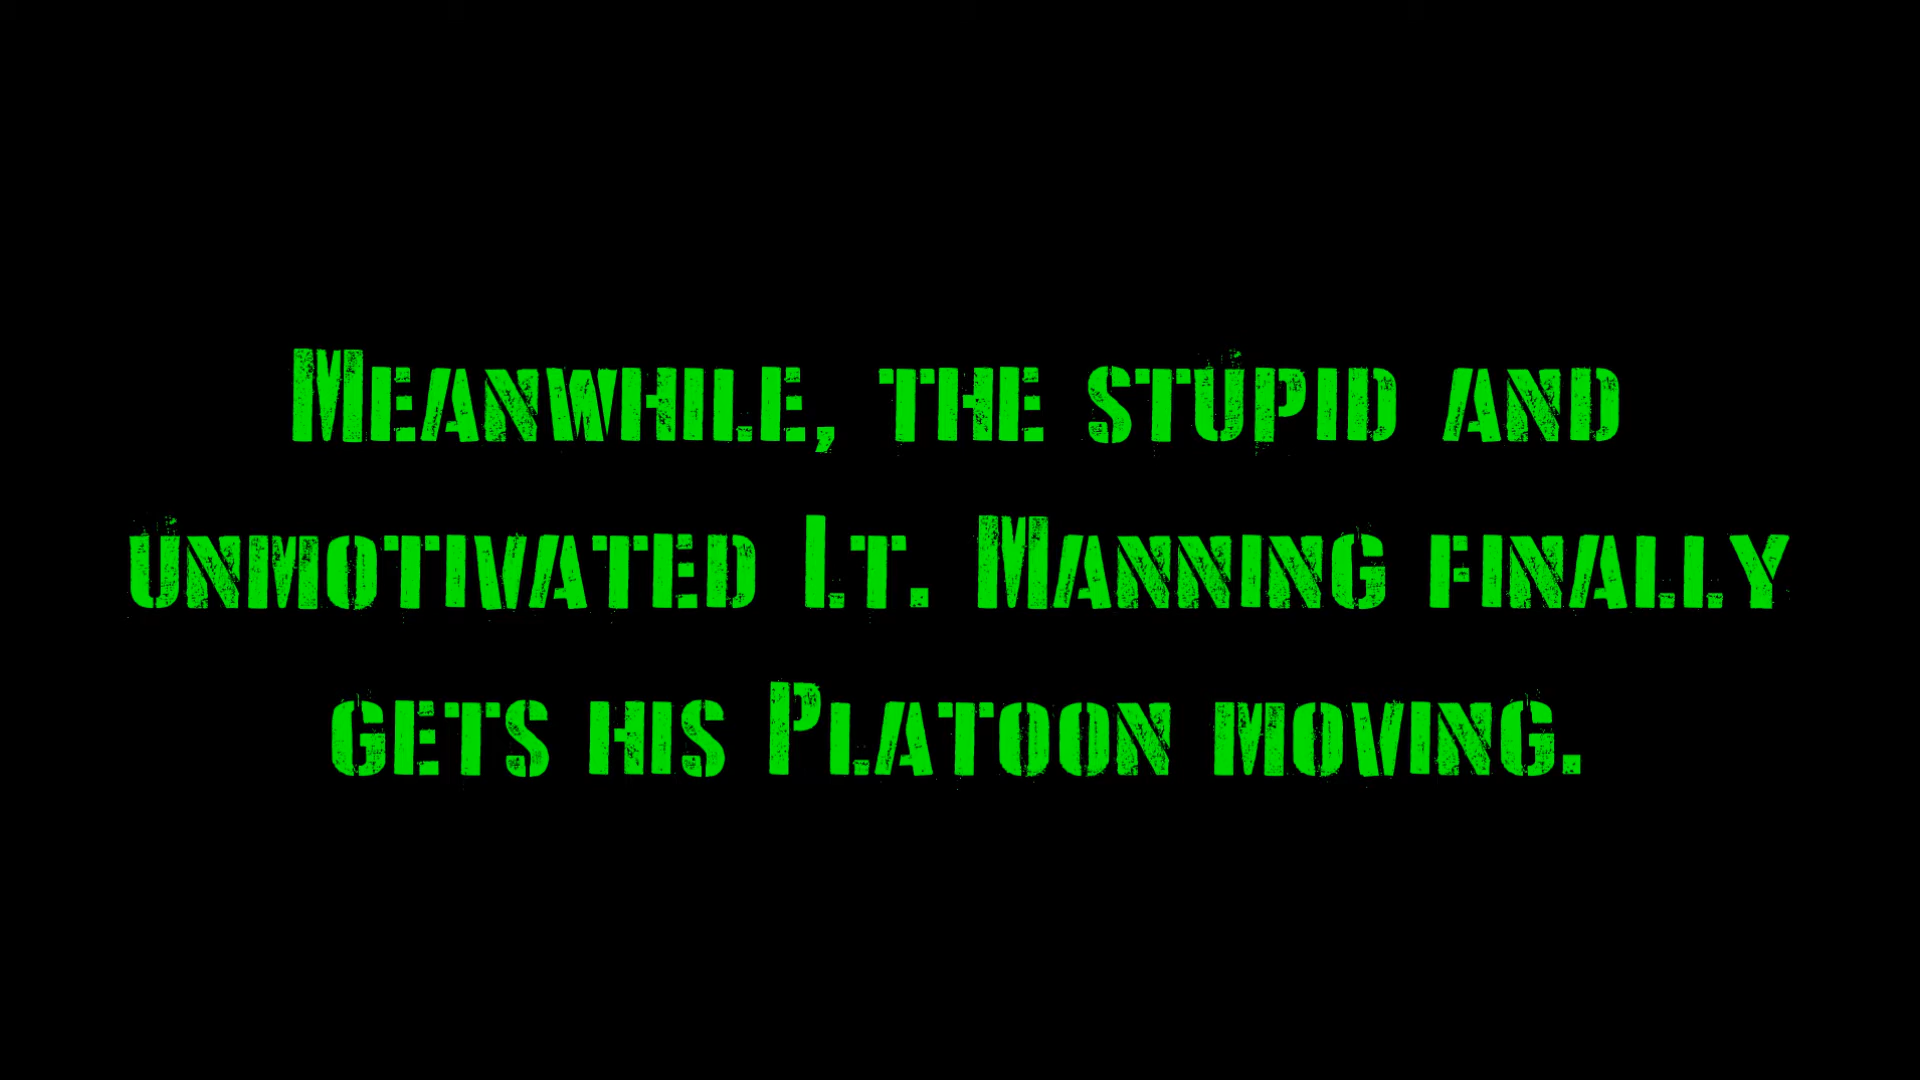 Meanwhile, the stupid and
unmotivated Lt. Manning finally
gets his Platoon moving.